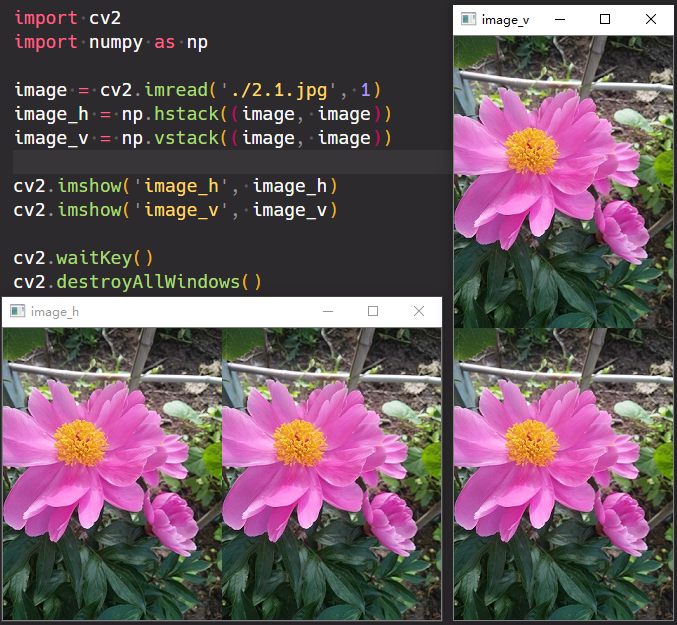 import cv2
import numpy as np
image = cv2.imread('./2.1.jpg', 1)
image_h = np.hstack((image, image))
image_v = np.vstack((image, image))
cv2.imshow('image_h', image_h)
cv2.imshow('image_v', image_v)
cv2.waitKey()
cv2.destroyAllWindows()
image_v
image_h